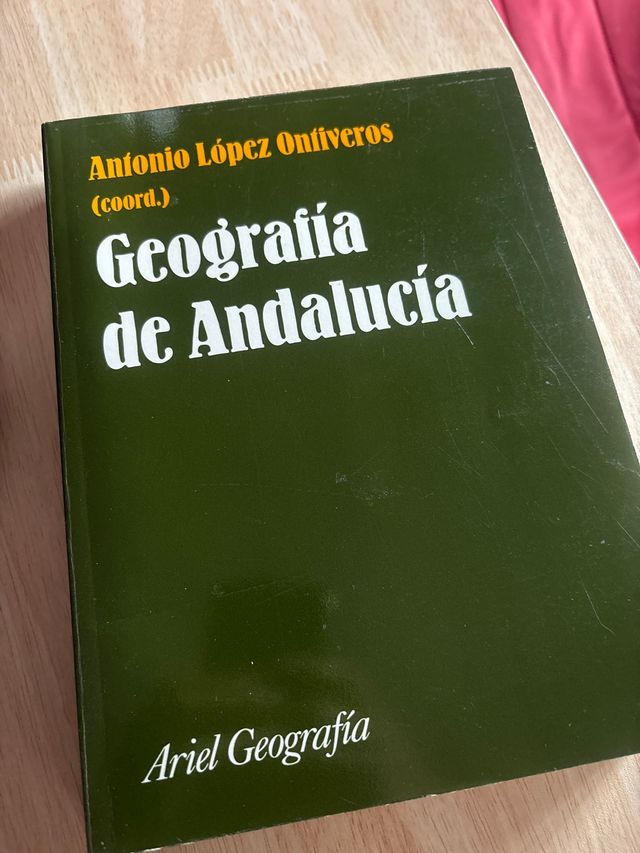 Antonio López Ontiveros
(coord.)
Geografía
de Andalucía
Ariel Geografía